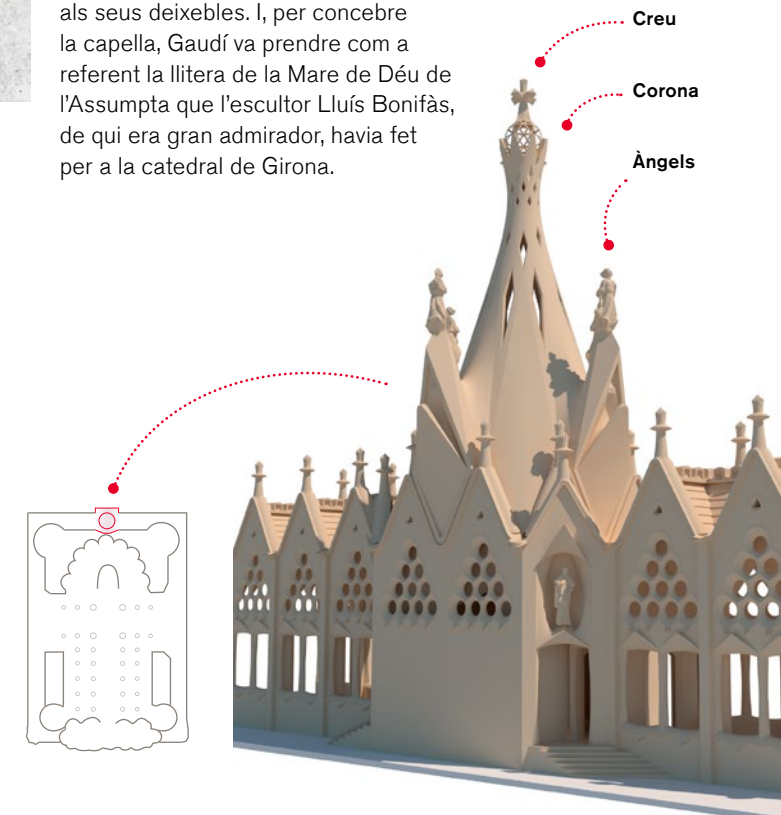 als seus deixebles. I, per concebre
la capella, Gaudí va prendre com a
referent la llitera de la Mare de Déu de
l’Assumpta que l’escultor Lluís Bonifàs,
de qui era gran admirador, havia fet
per a la catedral de Girona.
Creu
Corona
Àngels